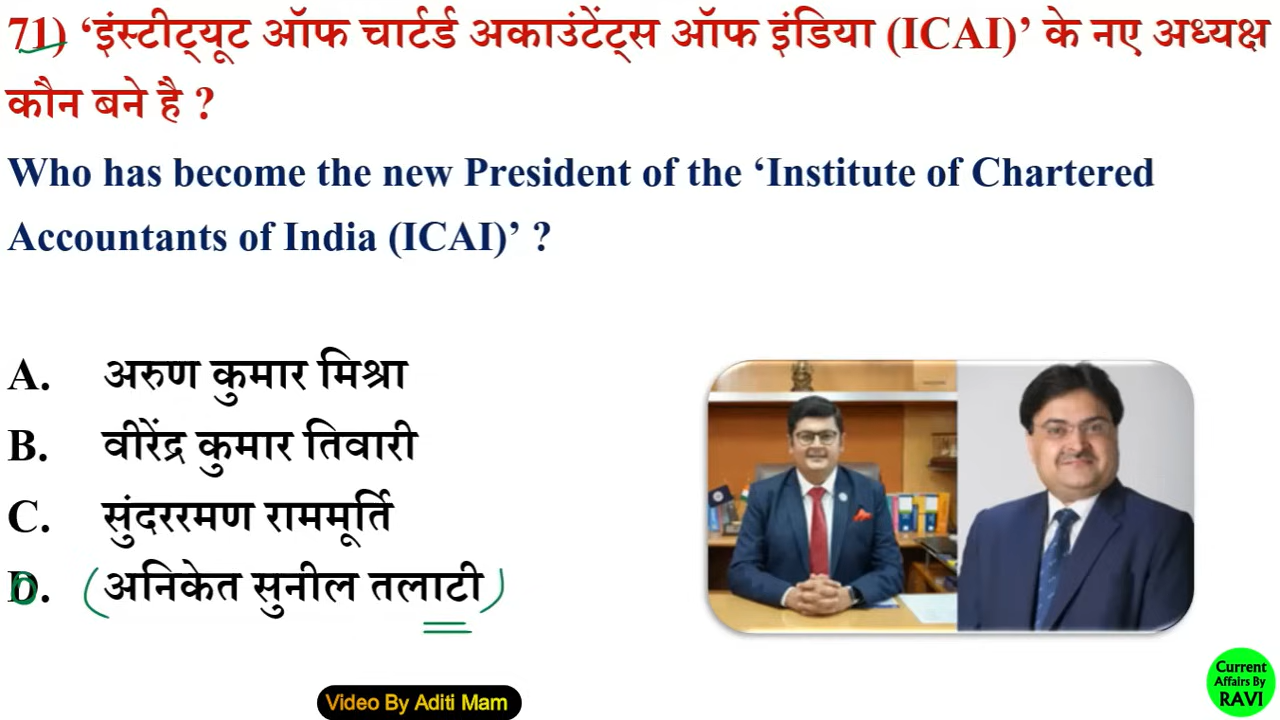 71) ‘इंस्टीट्यूट ऑफ चार्टर्ड अकाउंटेंट्स ऑफ इंडिया (ICAI)’ के नए अध्यक्ष
कौन बने है ?
Who has become the new President of the ‘Institute of Chartered
Accountants of India (ICAI)’ ?
A. अरुण कुमार मिश्रा
B. वीरेंद्र कुमार तिवारी
C. सुंदररमण राममूर्ति
D. (अनिकेत सुनील तलाटी)
Video By Aditi Mam
Current
Affairs By
RAVI